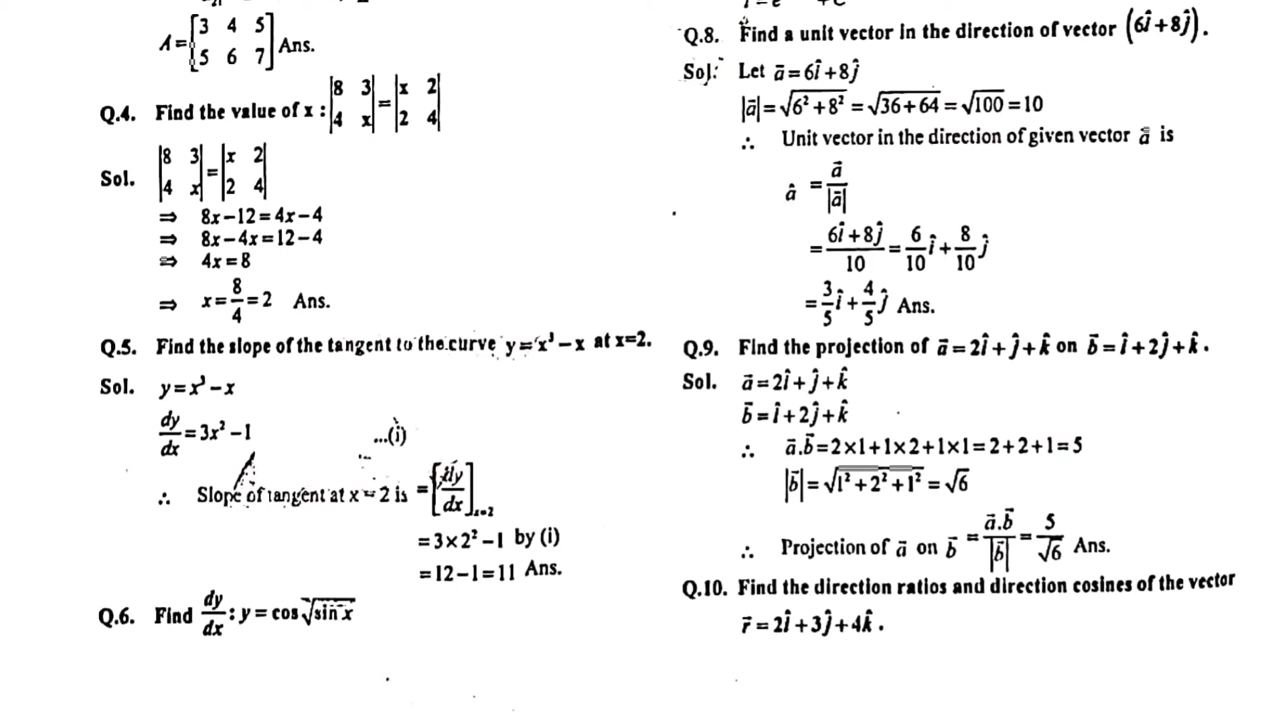 A = [3 4 5
5 6 7] Ans.
Q.4. Find the value of x : |8 3
4 x| = |x 2
2 4|
Sol. |8 3
4 x| = |x 2
2 4|
⇒ 8x−12=4x−4
⇒ 8x−4x=12−4
⇒ 4x=8
⇒ x=8/4=2 Ans.
Q.5. Find the slope of the tangent to the curve y=x³−x at x=2.
Sol. y=x³−x
dy/dx=3x²−1 ...(i)
∴ Slope of tangent at x=2 is =[dy/dx]x=2
=3×2²−1 by (i)
=12−1=11 Ans.
Q.6. Find dy/dx : y=cos√sin x
Q.8. Find a unit vector in the direction of vector (6î+8ĵ).
Sol: Let a⃗=6î+8ĵ
|a⃗|=√6²+8²=√36+64=√100=10
∴ Unit vector in the direction of given vector a⃗ is
â = a⃗/|a⃗|
= 6î+8ĵ/10 = 6/10 î + 8/10 ĵ
= 3/5 î + 4/5 ĵ Ans.
Q.9. Find the projection of a⃗=2î+ĵ+k̂ on b⃗=î+2ĵ+k̂.
Sol. a⃗=2î+ĵ+k̂
b⃗=î+2ĵ+k̂
∴ a⃗.b⃗=2×1+1×2+1×1=2+2+1=5
|b⃗|=√1²+2²+1²=√6
∴ Projection of a⃗ on b⃗ = a⃗.b⃗/|b⃗| = 5/√6 Ans.
Q.10. Find the direction ratios and direction cosines of the vector
r⃗=2î+3ĵ+4k̂.